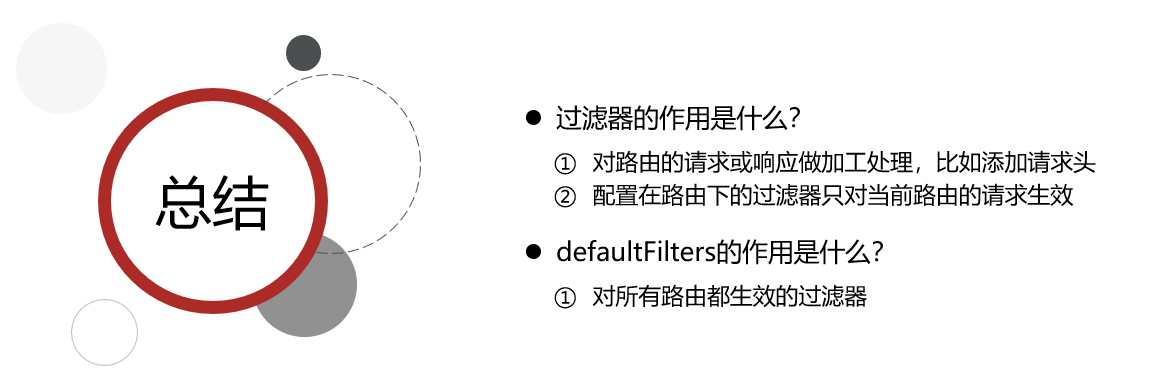 总结
● 过滤器的作用是什么？
① 对路由的请求或响应做加工处理，比如添加请求头
② 配置在路由下的过滤器只对当前路由的请求生效
● defaultFilters的作用是什么？
① 对所有路由都生效的过滤器